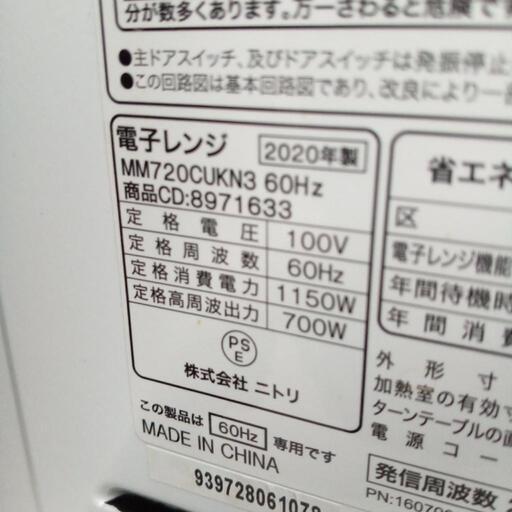 分が数多くあります。万一さわると危険で
●主ドアスイッチ、及びドアスイッチは発振停止
●この回路図は基本回路図であり、改良により一
電子レンジ 2020年製
MM720CUKN3 60Hz
商品CD:8971633
定格電圧 100V
定格周波数 60Hz
定格消費電力 1150W
定格高周波出力 700W
PS
E
株式会社 ニトリ
この製品は 60Hz 専用です
MADE IN CHINA
省エネ
区
電子レンジ機能
年間待機時
年間消費
外形寸
加熱室の有効寸
ターンテーブルの直
電源コー
発信周波数
PN:16070